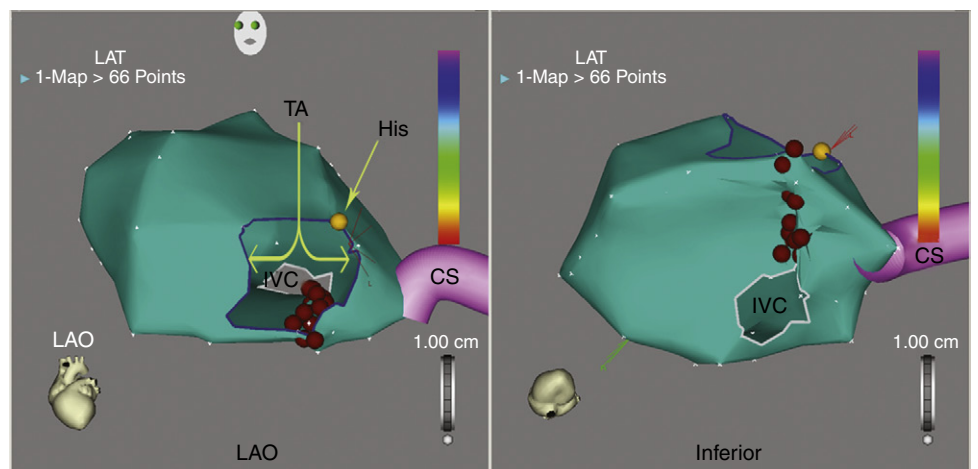 LAT
1-Map > 66 Points
TA
His
IVC
CS
LAO
1.00 cm
LAO
LAT
1-Map > 66 Points
CS
IVC
1.00 cm
Inferior